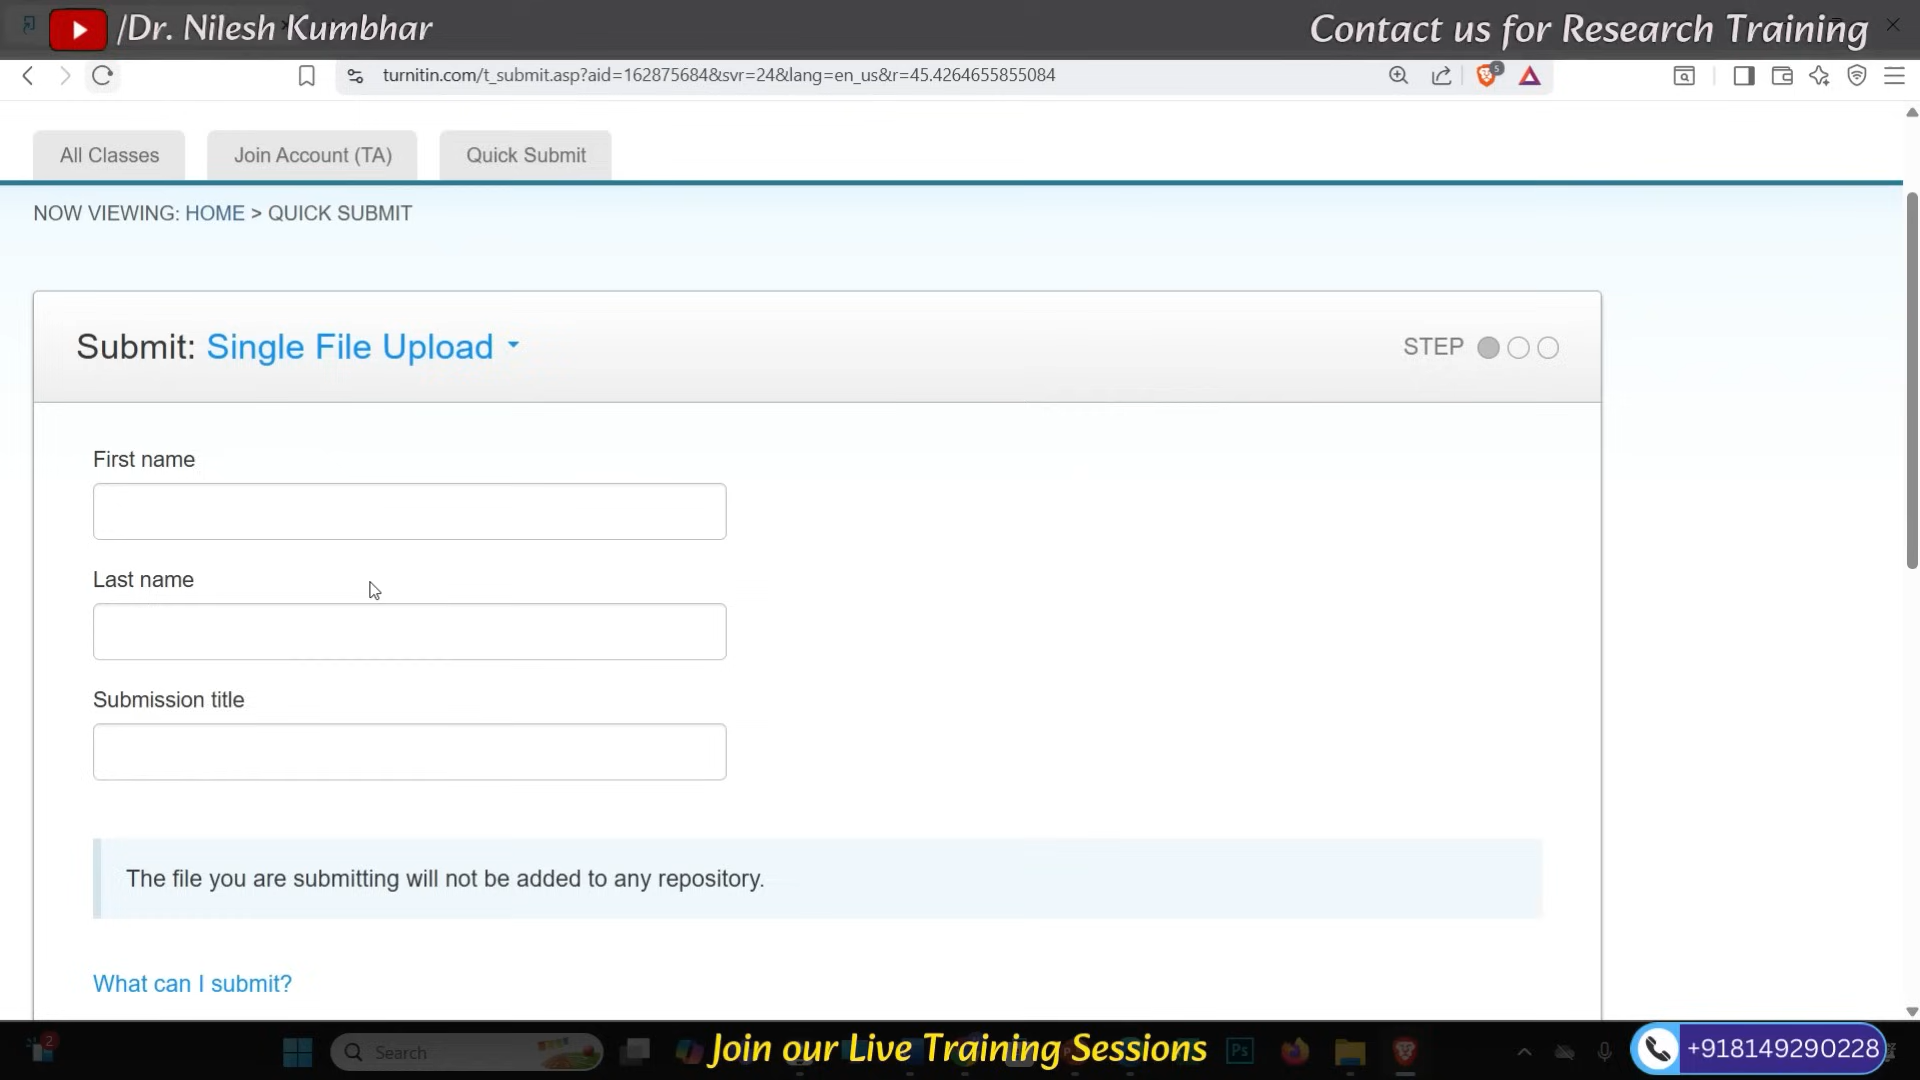 /Dr. Nilesh Kumbhar
Contact us for Research Training
turnitin.com/t_submit.asp?aid=162875684&svr=24&lang=en_us&r=45.4264655855084
5
All Classes
Join Account (TA)
Quick Submit
NOW VIEWING: HOME > QUICK SUBMIT
Submit: Single File Upload
STEP
First name
Last name
Submission title
The file you are submitting will not be added to any repository.
What can I submit?
2
Search
Join our Live Training Sessions
Ps
+918149290228